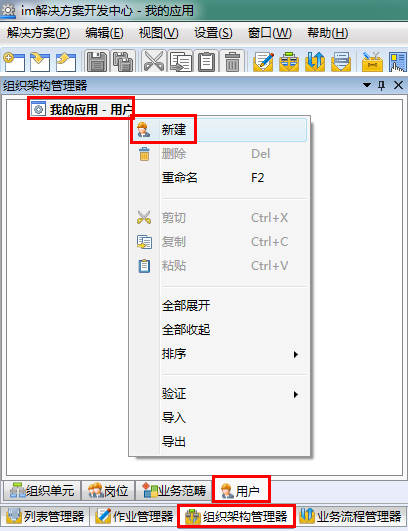 im解决方案开发中心 - 我的应用
解决方案(P) 编辑(E) 视图(V) 设置(S) 窗口(W) 帮助(H)
组织架构管理器
我的应用 - 用户
新建
删除 Del
重命名 F2
剪切 Ctrl+X
复制 Ctrl+C
粘贴 Ctrl+V
全部展开
全部收起
排序
验证
导入
导出
组织单元 岗位 业务范畴 用户
列表管理器 作业管理器 组织架构管理器 业务流程管理器